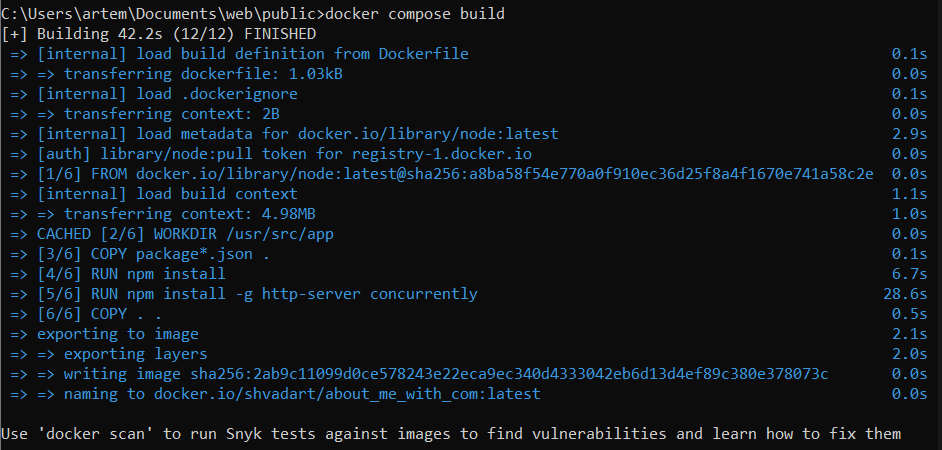 C:\Users\artem\Documents\web\public>docker compose build
[+] Building 42.2s (12/12) FINISHED
=> [internal] load build definition from Dockerfile 0.1s
=> => transferring dockerfile: 1.03kB 0.0s
=> [internal] load .dockerignore 0.1s
=> => transferring context: 2B 0.0s
=> [internal] load metadata for docker.io/library/node:latest 2.9s
=> [auth] library/node:pull token for registry-1.docker.io 0.0s
=> [1/6] FROM docker.io/library/node:latest@sha256:a8ba58f54e770a0f910ec36d25f8a4f1670e741a58c2e 0.0s
=> [internal] load build context 1.1s
=> => transferring context: 4.98MB 1.0s
=> CACHED [2/6] WORKDIR /usr/src/app 0.0s
=> [3/6] COPY package*.json . 0.1s
=> [4/6] RUN npm install 6.7s
=> [5/6] RUN npm install -g http-server concurrently 28.6s
=> [6/6] COPY . . 0.5s
=> exporting to image 2.1s
=> => exporting layers 2.0s
=> => writing image sha256:2ab9c11099d0ce578243e22eca9ec340d4333042eb6d13d4ef89c380e378073c 0.0s
=> => naming to docker.io/shvadart/about_me_with_com:latest 0.0s
Use 'docker scan' to run Snyk tests against images to find vulnerabilities and learn how to fix them